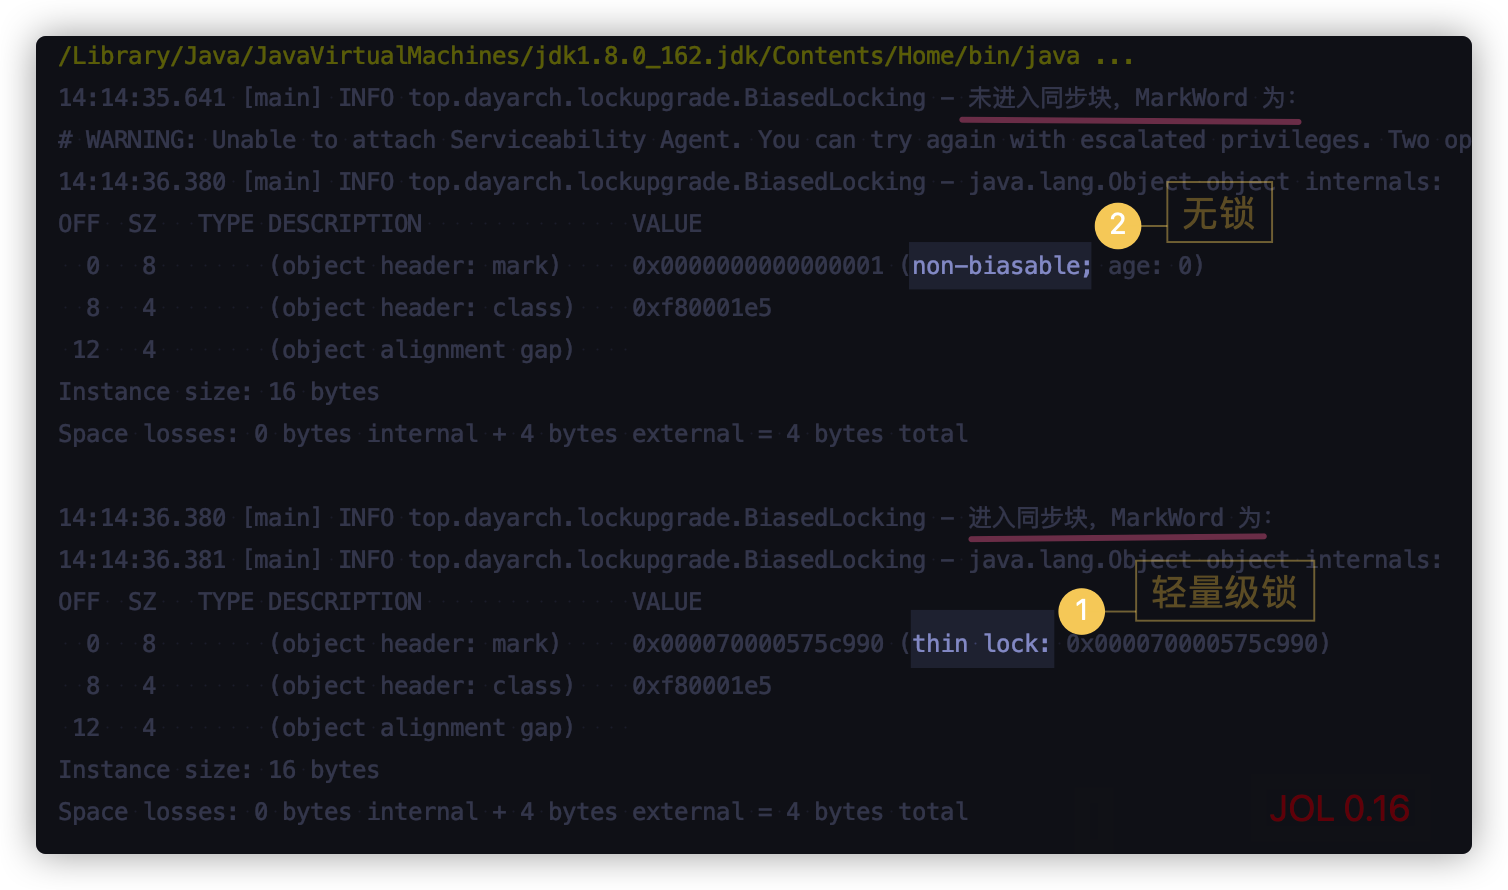 /Library/Java/JavaVirtualMachines/jdk1.8.0_162.jdk/Contents/Home/bin/java ...
14:14:35.641 [main] INFO top.dayarch.lockupgrade.BiasedLocking - 未进入同步块，MarkWord 为：
# WARNING: Unable to attach Serviceability Agent. You can try again with escalated privileges. Two op
14:14:36.380 [main] INFO top.dayarch.lockupgrade.BiasedLocking - java.lang.Object object internals:
2 无锁
OFF SZ TYPE DESCRIPTION VALUE
0 8 (object header: mark) 0x0000000000000001 (non-biasable; age: 0)
8 4 (object header: class) 0xf80001e5
12 4 (object alignment gap)
Instance size: 16 bytes
Space losses: 0 bytes internal + 4 bytes external = 4 bytes total
14:14:36.380 [main] INFO top.dayarch.lockupgrade.BiasedLocking - 进入同步块，MarkWord 为：
14:14:36.381 [main] INFO top.dayarch.lockupgrade.BiasedLocking - java.lang.Object object internals:
1 轻量级锁
OFF SZ TYPE DESCRIPTION VALUE
0 8 (object header: mark) 0x000070000575c990 (thin lock: 0x000070000575c990)
8 4 (object header: class) 0xf80001e5
12 4 (object alignment gap)
Instance size: 16 bytes
Space losses: 0 bytes internal + 4 bytes external = 4 bytes total
JOL 0.16